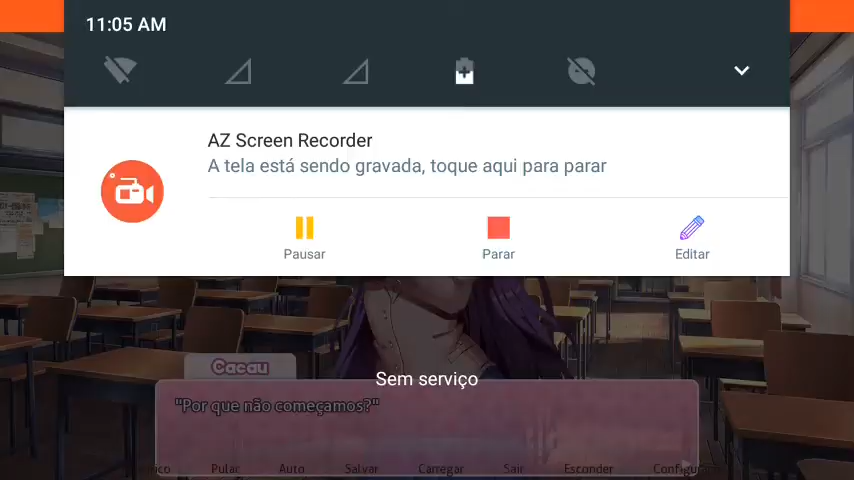 11:05 AM
AZ Screen Recorder
A tela está sendo gravada, toque aqui para parar
Pausar
Parar
Editar
Cacau
Sem serviço
"Por que não começamos?"
Pular Auto Salvar Carregar Sair Esconder